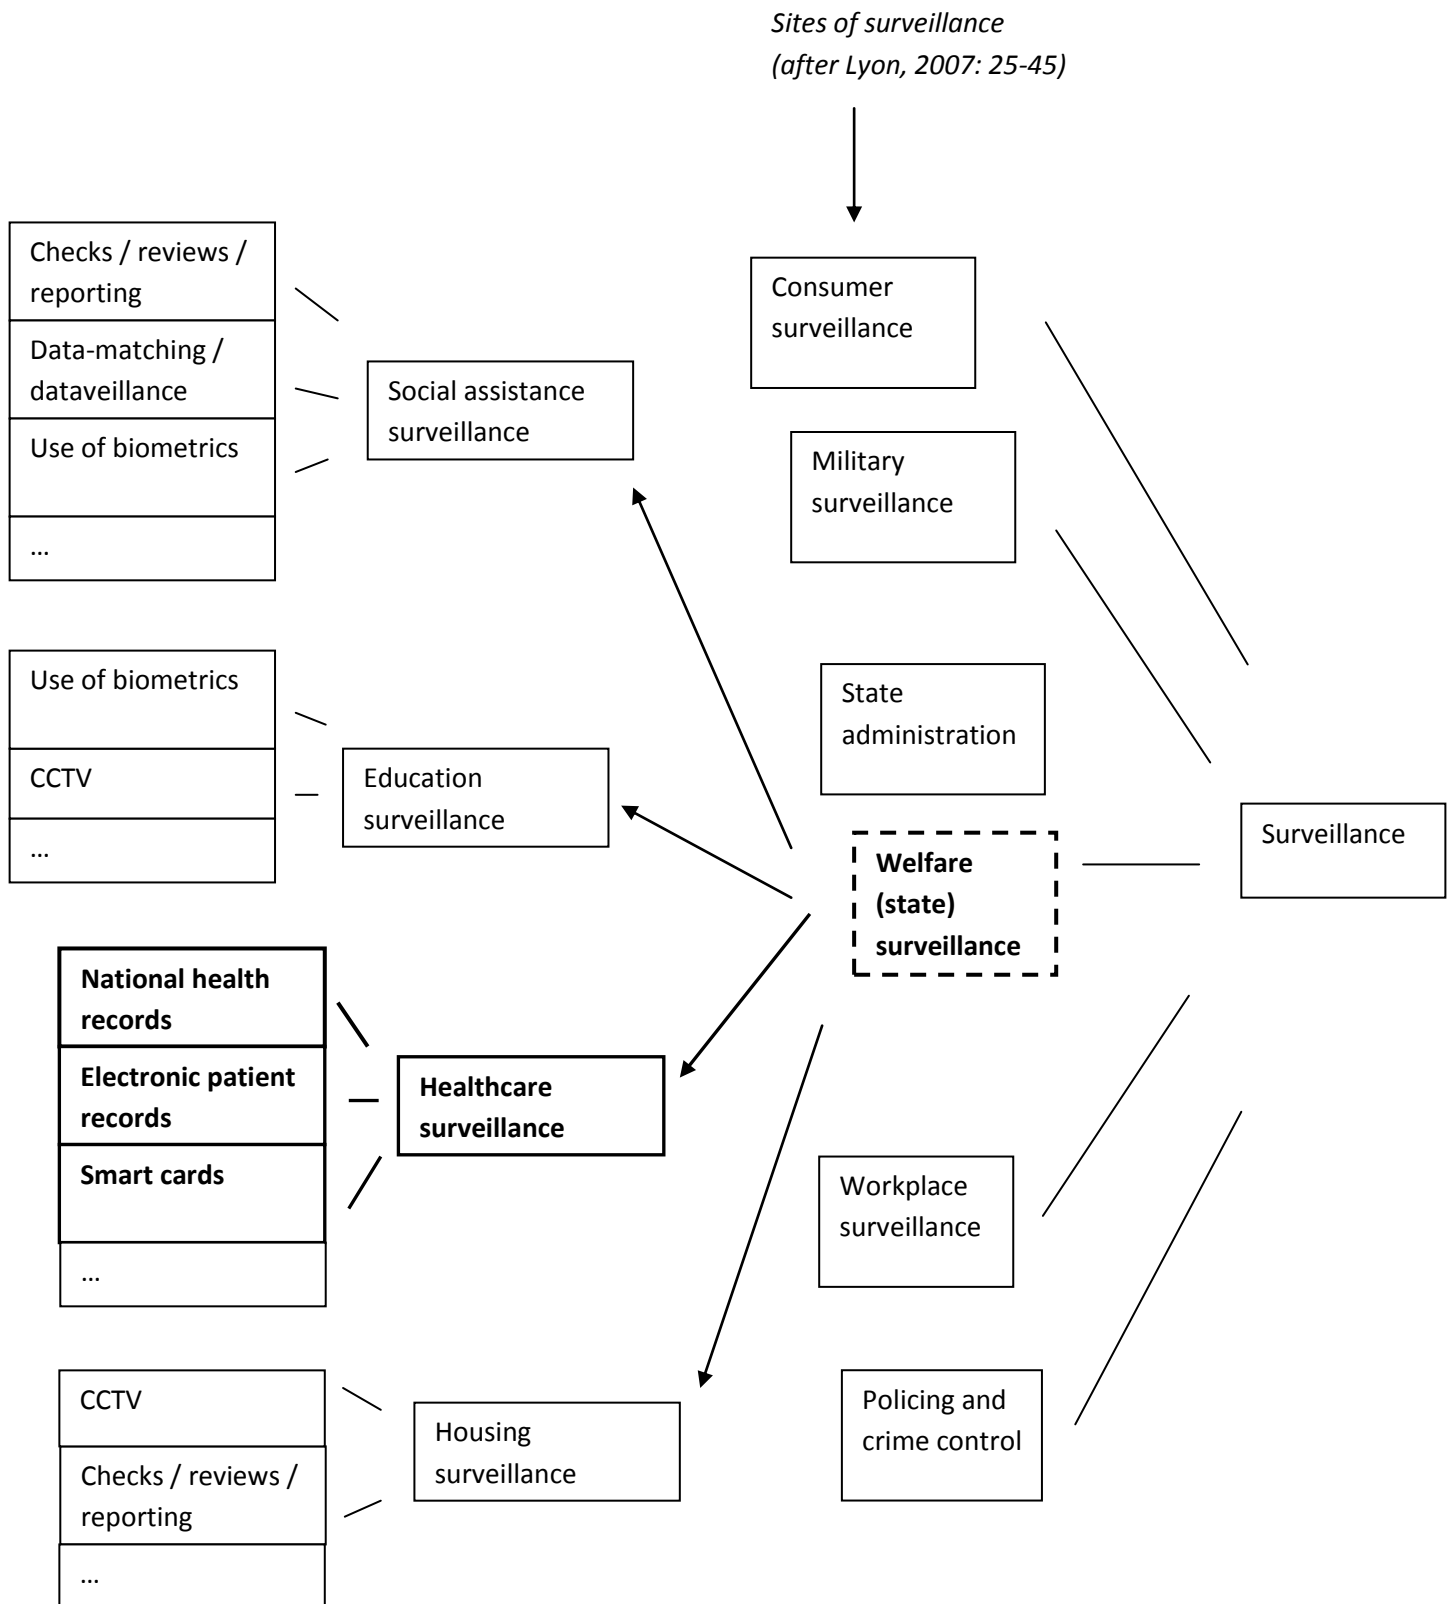 Sites of surveillance
(after Lyon, 2007: 25-45)
Checks / reviews /
reporting
Data-matching /
dataveillance
Use of biometrics
...
Social assistance
surveillance
Consumer
surveillance
Military
surveillance
Use of biometrics
CCTV
...
Education
surveillance
State
administration
Welfare
(state)
surveillance
Surveillance
National health
records
Electronic patient
records
Smart cards
...
Healthcare
surveillance
Workplace
surveillance
CCTV
Checks / reviews /
reporting
...
Housing
surveillance
Policing and
crime control